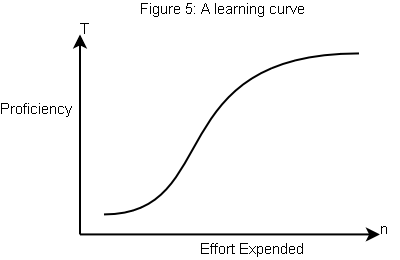 Figure 5: A learning curve
T
Proficiency
n
Effort Expended